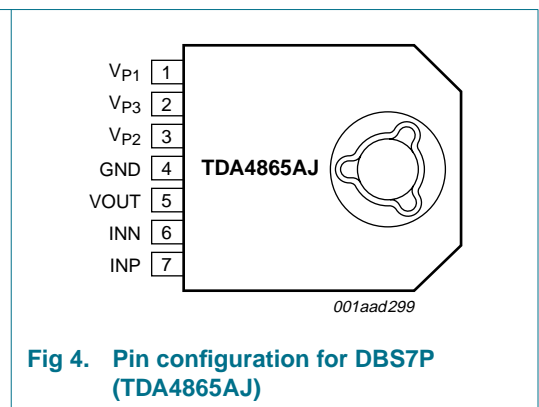 VP1 1
VP3 2
VP2 3
GND 4
VOUT 5
INN 6
INP 7
TDA4865AJ
001aad299
Fig 4. Pin configuration for DBS7P
(TDA4865AJ)